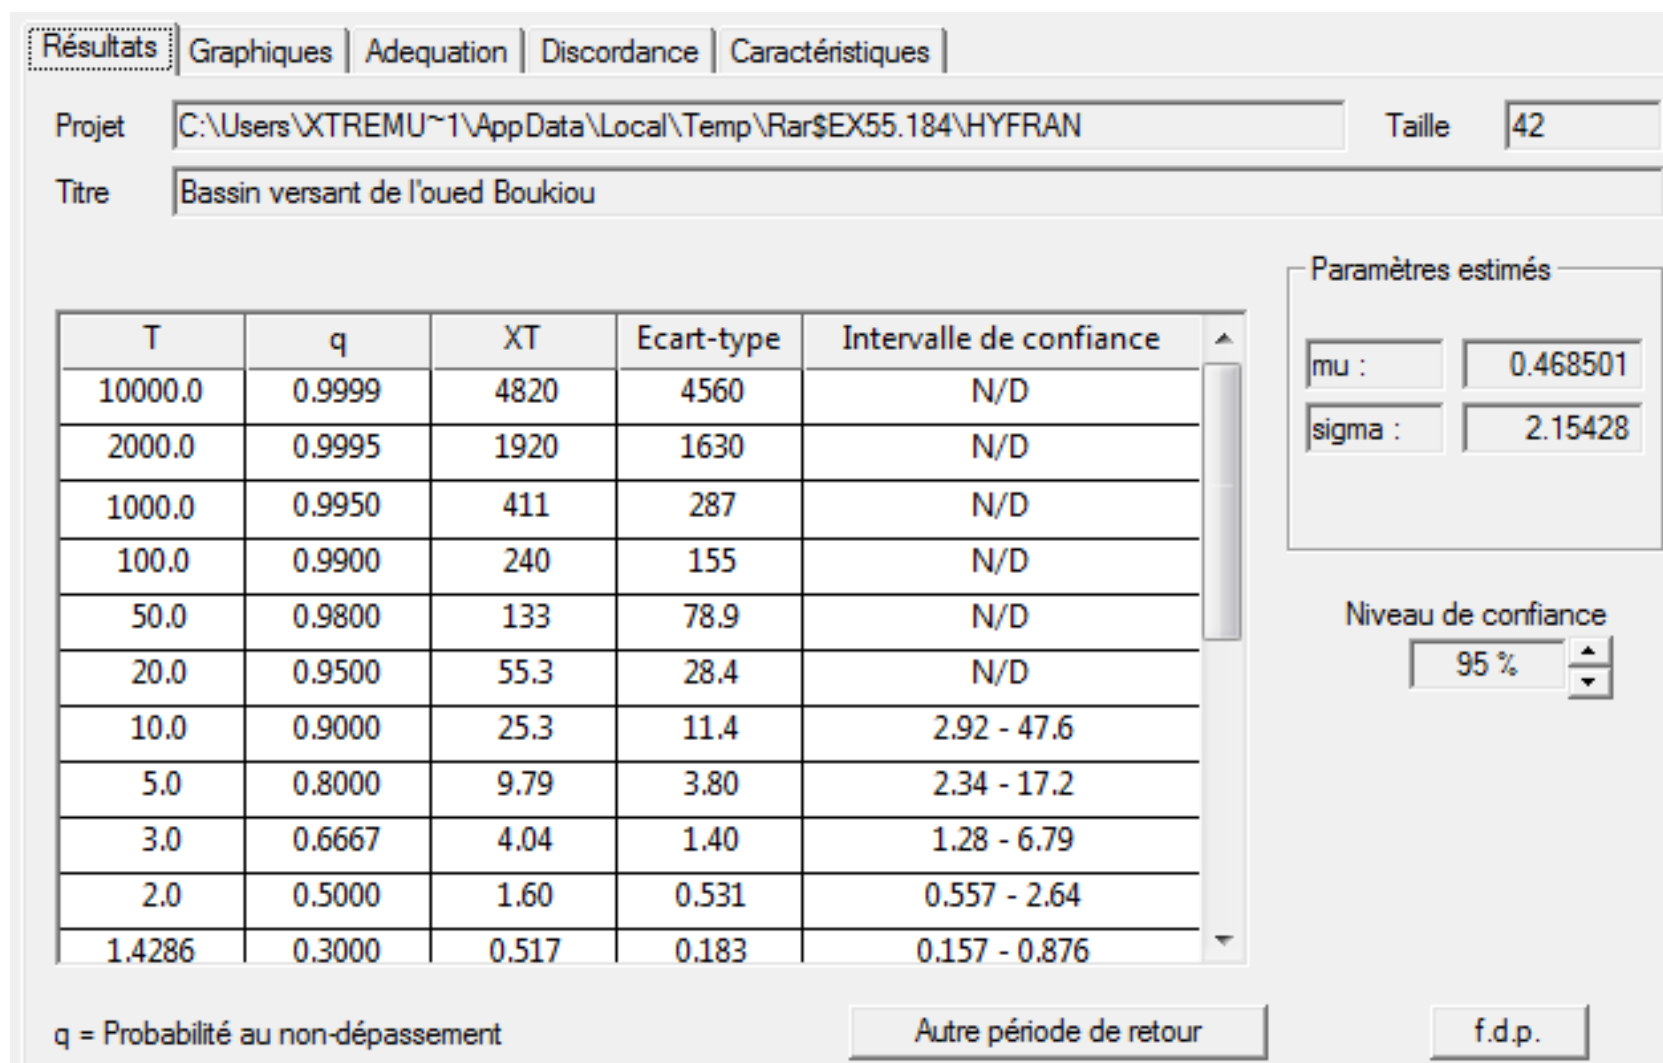 Résultats Graphiques Adequation Discordance Caractéristiques
Projet C:\Users\XTREMU~1\AppData\Local\Temp\Rar$EX55.184\HYFRAN Taille 42
Titre Bassin versant de l'oued Boukiou
Paramètres estimés
T q XT Ecart-type Intervalle de confiance
mu : 0.468501
10000.0 0.9999 4820 4560 N/D
sigma : 2.15428
2000.0 0.9995 1920 1630 N/D
1000.0 0.9950 411 287 N/D
100.0 0.9900 240 155 N/D
50.0 0.9800 133 78.9 N/D
Niveau de confiance
20.0 0.9500 55.3 28.4 N/D
95 %
10.0 0.9000 25.3 11.4 2.92 - 47.6
5.0 0.8000 9.79 3.80 2.34 - 17.2
3.0 0.6667 4.04 1.40 1.28 - 6.79
2.0 0.5000 1.60 0.531 0.557 - 2.64
1.4286 0.3000 0.517 0.183 0.157 - 0.876
q = Probabilité au non-dépassement Autre période de retour f.d.p.